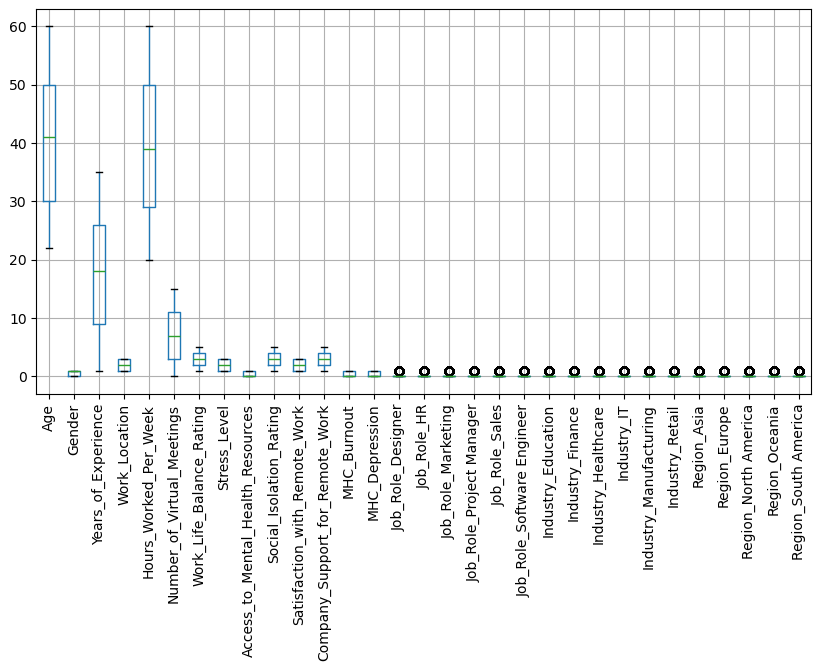 60
50
40
30
20
10
0
Age
Gender
Years_of_Experience
Work_Location
Hours_Worked_Per_Week
Number_of_Virtual_Meetings
Work_Life_Balance_Rating
Stress_Level
Access_to_Mental_Health_Resources
Social_Isolation_Rating
Satisfaction_with_Remote_Work
Company_Support_for_Remote_Work
MHC_Burnout
MHC_Depression
Job_Role_Designer
Job_Role_HR
Job_Role_Marketing
Job_Role_Project Manager
Job_Role_Sales
Job_Role_Software Engineer
Industry_Education
Industry_Finance
Industry_Healthcare
Industry_IT
Industry_Manufacturing
Industry_Retail
Region_Asia
Region_Europe
Region_North America
Region_Oceania
Region_South America